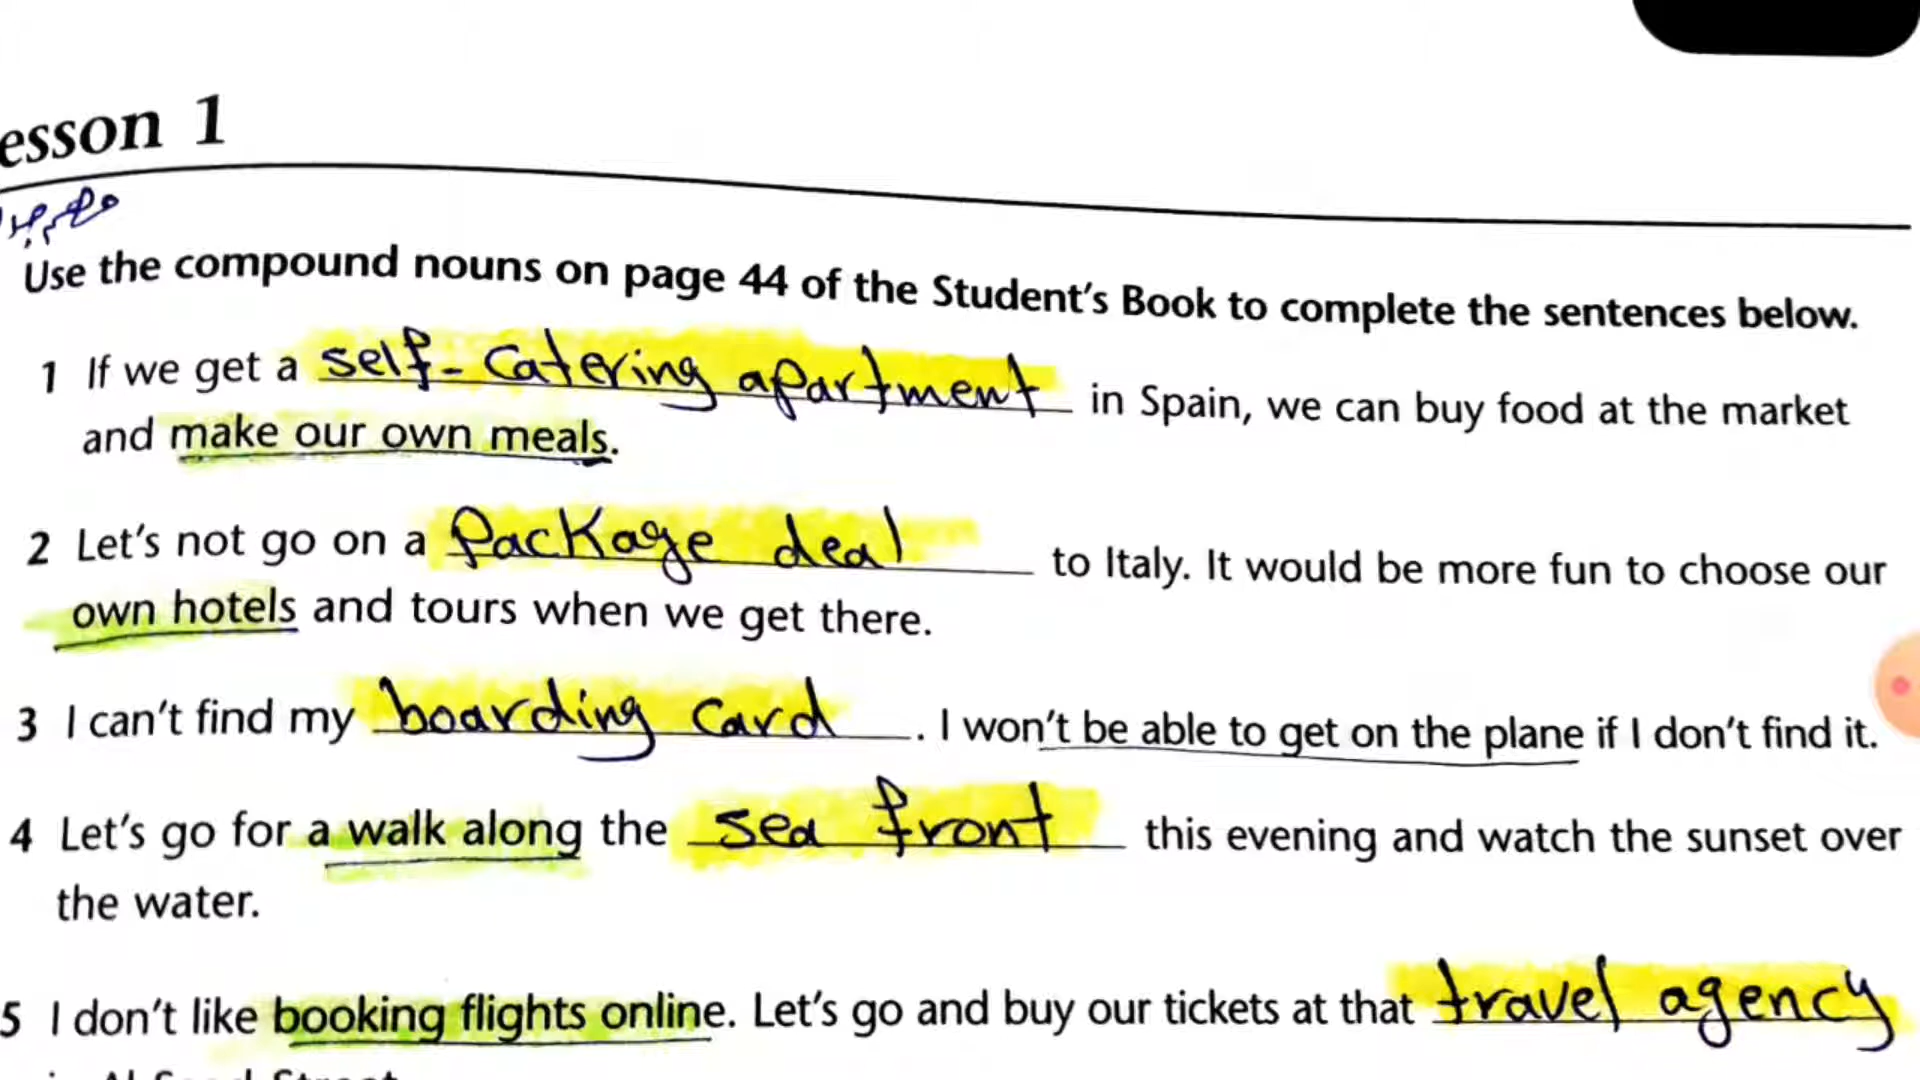 esson 1
Use the compound nouns on page 44 of the Student's Book to complete the sentences below.
1 If we get a self-catering apartment in Spain, we can buy food at the market
and make our own meals.
2 Let's not go on a Package deal to Italy. It would be more fun to choose our
own hotels and tours when we get there.
3 I can't find my boarding card. I won't be able to get on the plane if I don't find it.
4 Let's go for a walk along the sea front this evening and watch the sunset over
the water.
5 I don't like booking flights online. Let's go and buy our tickets at that travel agency